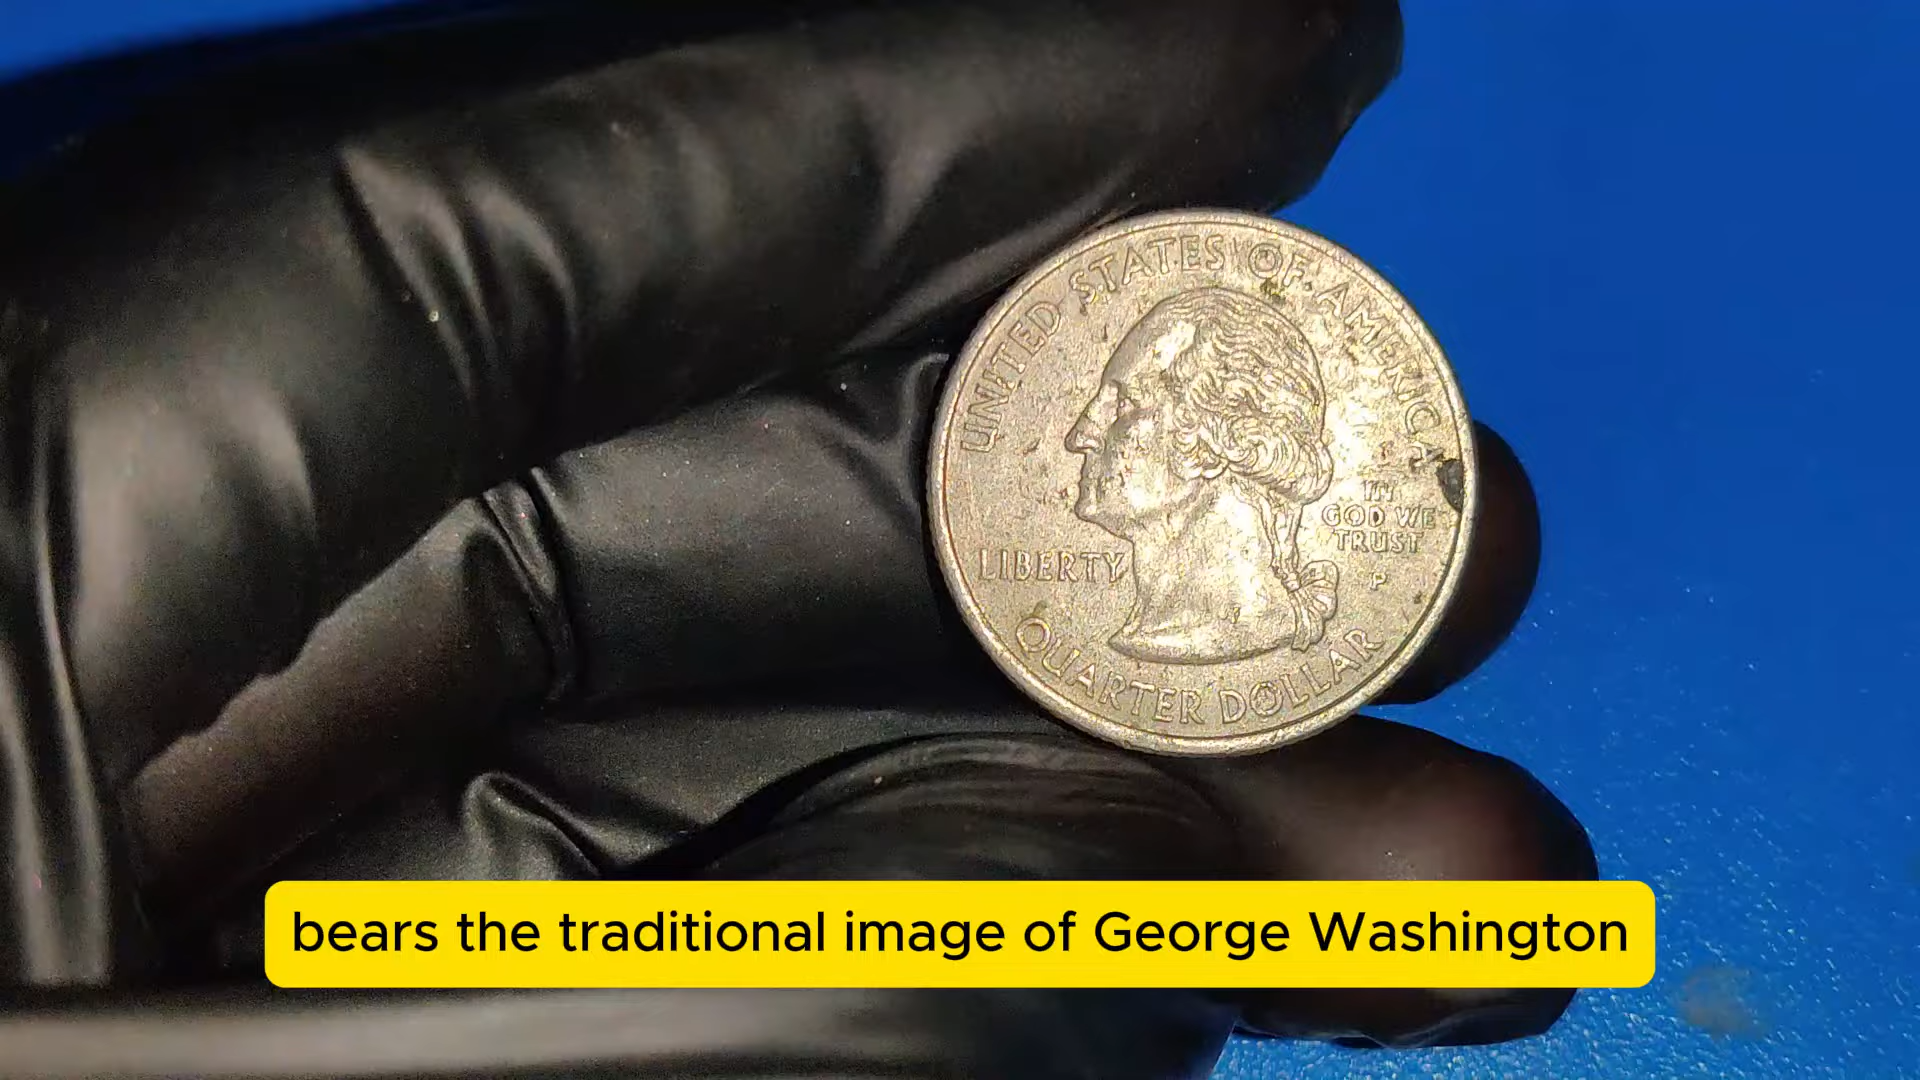 UNITED STATES OF AMERICA
IN
GOD WE
TRUST
LIBERTY
P
QUARTER DOLLAR
bears the traditional image of George Washington